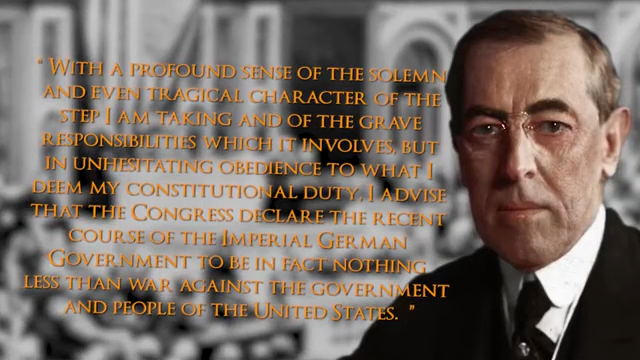 " With a profound sense of the solemn
and even tragical character of the
step I am taking and of the grave
responsibilities which it involves, but
in unhesitating obedience to what I
deem my constitutional duty, I advise
that the Congress declare the recent
course of the Imperial German
Government to be in fact nothing
less than war against the government
and people of the United States. "